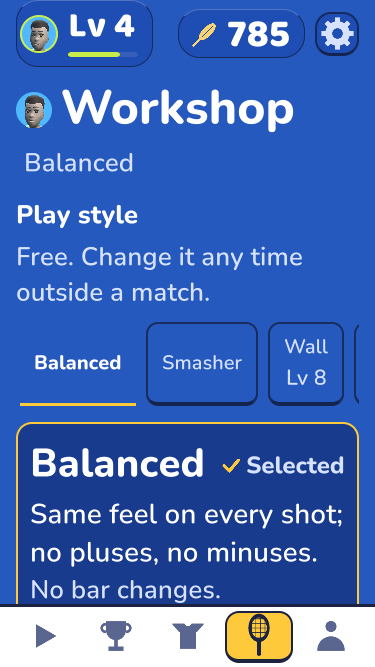 Lv 4
785
Workshop
Balanced
Play style
Free. Change it any time
outside a match.
Balanced
Smasher
Wall
Lv 8
Balanced
Selected
Same feel on every shot;
no pluses, no minuses.
No bar changes.